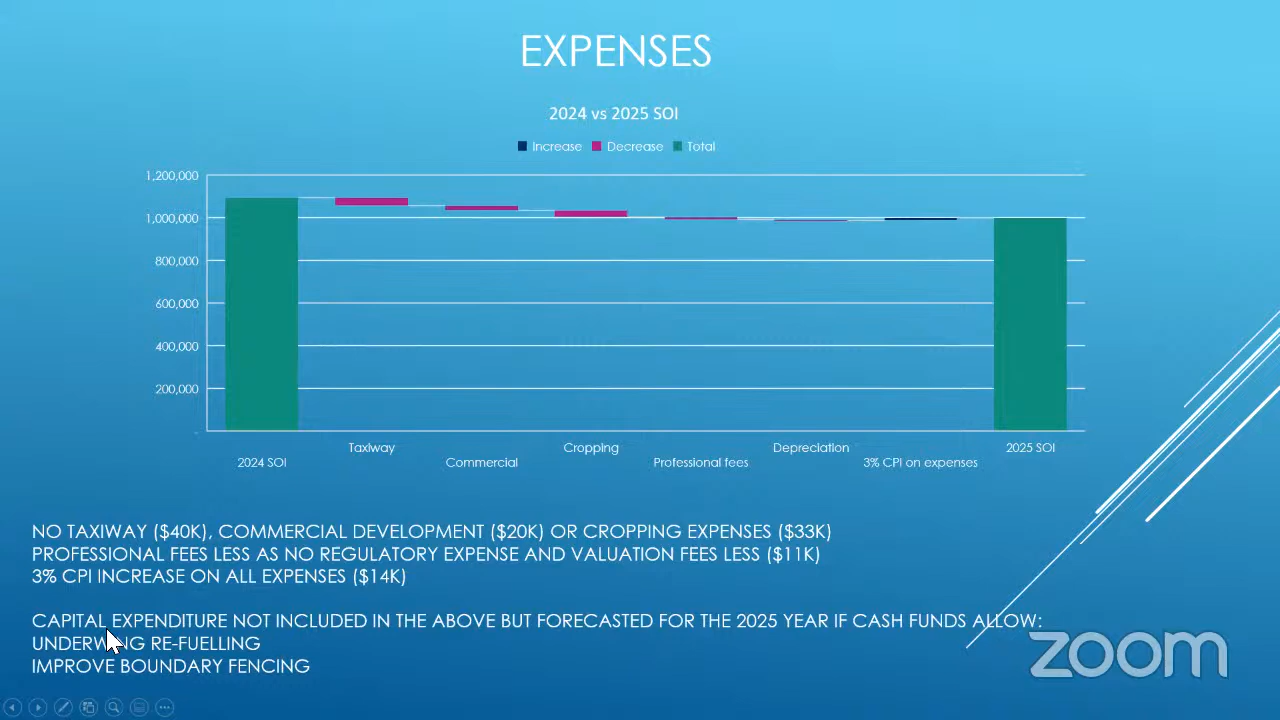 EXPENSES
2024 vs 2025 SOI
Increase Decrease Total
1,200,000
1,000,000
800,000
600,000
400,000
200,000
-
Taxiway Cropping Depreciation 2025 SOI
2024 SOI Commercial Professional fees 3% CPI on expenses
NO TAXIWAY ($40K), COMMERCIAL DEVELOPMENT ($20K) OR CROPPING EXPENSES ($33K)
PROFESSIONAL FEES LESS AS NO REGULATORY EXPENSE AND VALUATION FEES LESS ($11K)
3% CPI INCREASE ON ALL EXPENSES ($14K)
CAPITAL EXPENDITURE NOT INCLUDED IN THE ABOVE BUT FORECASTED FOR THE 2025 YEAR IF CASH FUNDS ALLOW:
UNDERWING RE-FUELLING
IMPROVE BOUNDARY FENCING
zoom